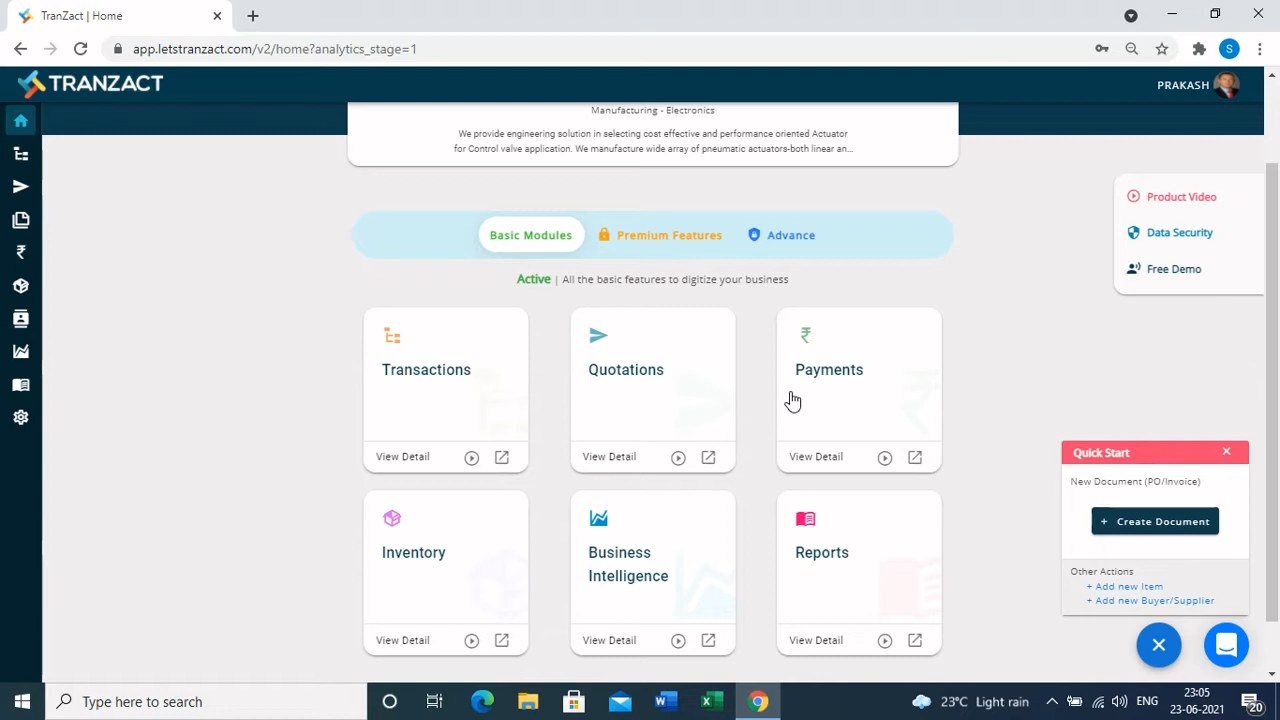 TranZact | Home
app.letstranzact.com/v2/home?analytics_stage=1
S
TRANZACT
PRAKASH
Manufacturing - Electronics
We provide engineering solution in selecting cost effective and performance oriented Actuator
for Control valve application. We manufacture wide array of pneumatic actuators-both linear an...
Product Video
Data Security
Free Demo
Basic Modules
Premium Features
Advance
Active | All the basic features to digitize your business
Transactions
Quotations
₹
Payments
View Detail
View Detail
View Detail
Inventory
Business
Intelligence
Reports
View Detail
View Detail
View Detail
Quick Start
New Document (PO/Invoice)
+ Create Document
Other Actions
+ Add new Item
+ Add new Buyer/Supplier
Type here to search
23°C Light rain
ENG
23:05
23-06-2021
20